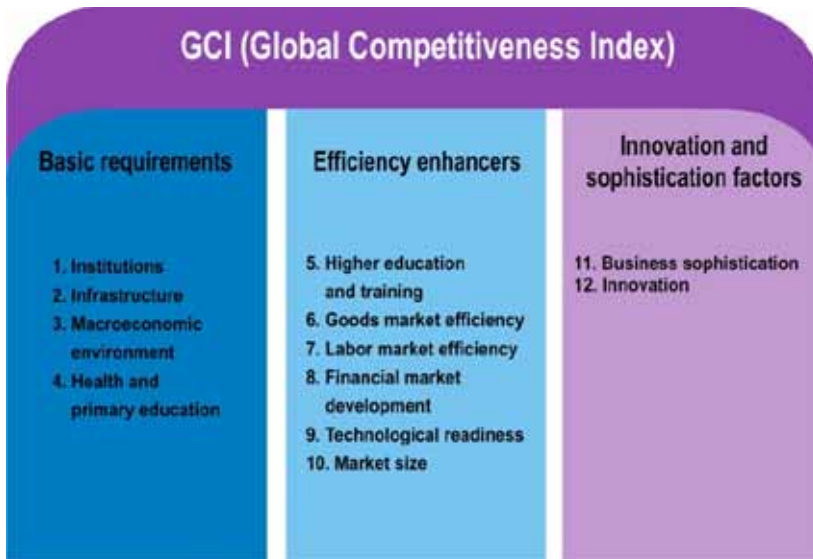 GCI (Global Competitiveness Index)
Basic requirements
1. Institutions
2. Infrastructure
3. Macroeconomic
environment
4. Health and
primary education
Efficiency enhancers
5. Higher education
and training
6. Goods market efficiency
7. Labor market efficiency
8. Financial market
development
9. Technological readiness
10. Market size
Innovation and
sophistication factors
11. Business sophistication
12. Innovation